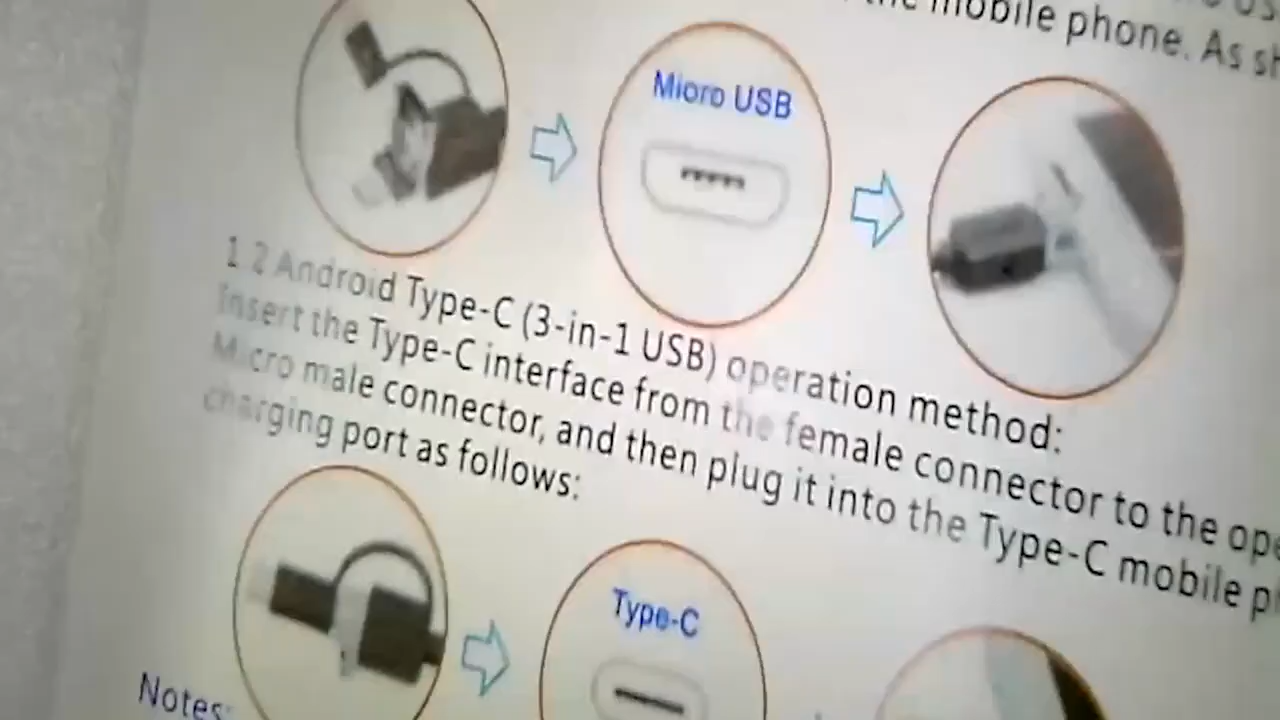 the mobile phone. As
Micro USB
1.2 Android Type-C (3-in-1 USB) operation method:
Insert the Type-C interface from the female connector to the
Micro male connector, and then plug it into the Type-C mobile
charging port as follows:
Type-C
Notes: